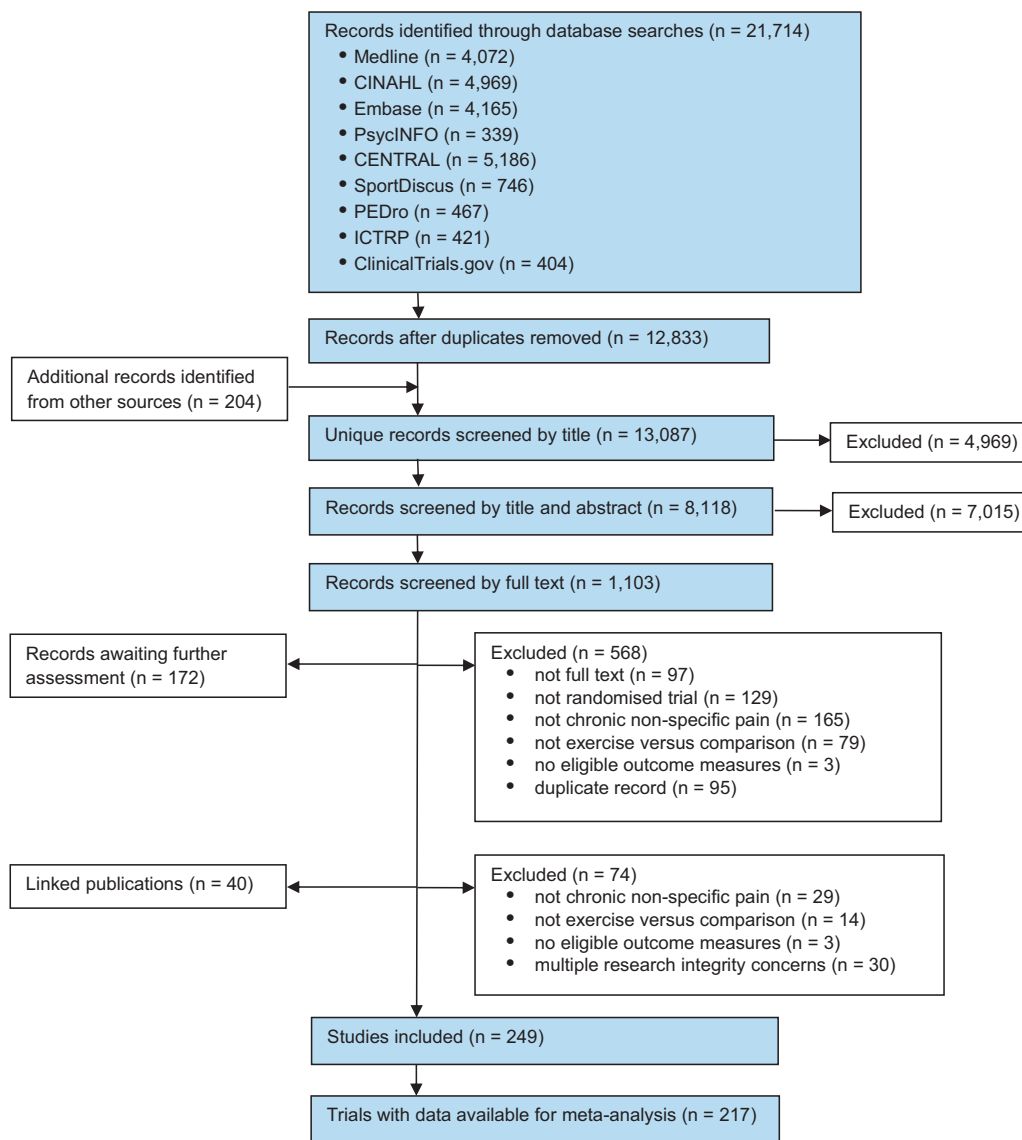 Records identified through database searches (n = 21,714)
• Medline (n = 4,072)
• CINAHL (n = 4,969)
• Embase (n = 4,165)
• PsycINFO (n = 339)
• CENTRAL (n = 5,186)
• SportDiscus (n = 746)
• PEDro (n = 467)
• ICTRP (n = 421)
• ClinicalTrials.gov (n = 404)
Records after duplicates removed (n = 12,833)
Additional records identified
from other sources (n = 204)
Unique records screened by title (n = 13,087)
Excluded (n = 4,969)
Records screened by title and abstract (n = 8,118)
Excluded (n = 7,015)
Records screened by full text (n = 1,103)
Records awaiting further
assessment (n = 172)
Excluded (n = 568)
• not full text (n = 97)
• not randomised trial (n = 129)
• not chronic non-specific pain (n = 165)
• not exercise versus comparison (n = 79)
• no eligible outcome measures (n = 3)
• duplicate record (n = 95)
Linked publications (n = 40)
Excluded (n = 74)
• not chronic non-specific pain (n = 29)
• not exercise versus comparison (n = 14)
• no eligible outcome measures (n = 3)
• multiple research integrity concerns (n = 30)
Studies included (n = 249)
Trials with data available for meta-analysis (n = 217)